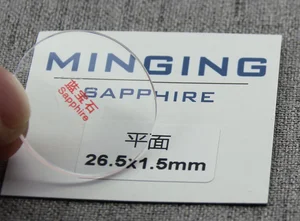 MINGING
SAPPHIRE
蓝宝石
Sapphire
平面
26.5x1.5mm